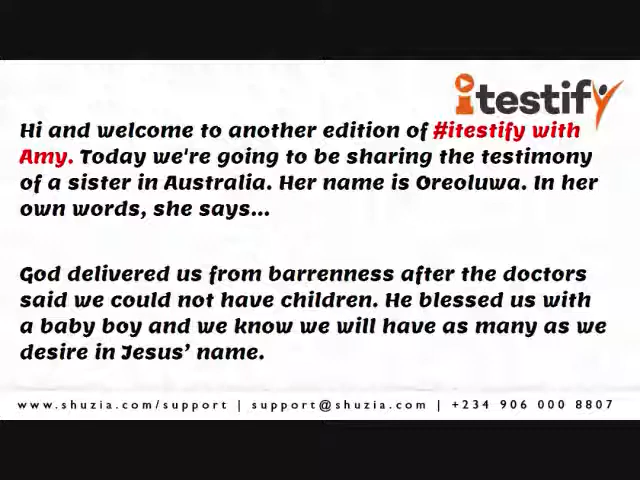 itestify
Hi and welcome to another edition of #itestify with
Amy. Today we're going to be sharing the testimony
of a sister in Australia. Her name is Oreoluwa. In her
own words, she says...
God delivered us from barrenness after the doctors
said we could not have children. He blessed us with
a baby boy and we know we will have as many as we
desire in Jesus’ name.
www.shuzia.com/support | support@shuzia.com | +234 906 000 8807